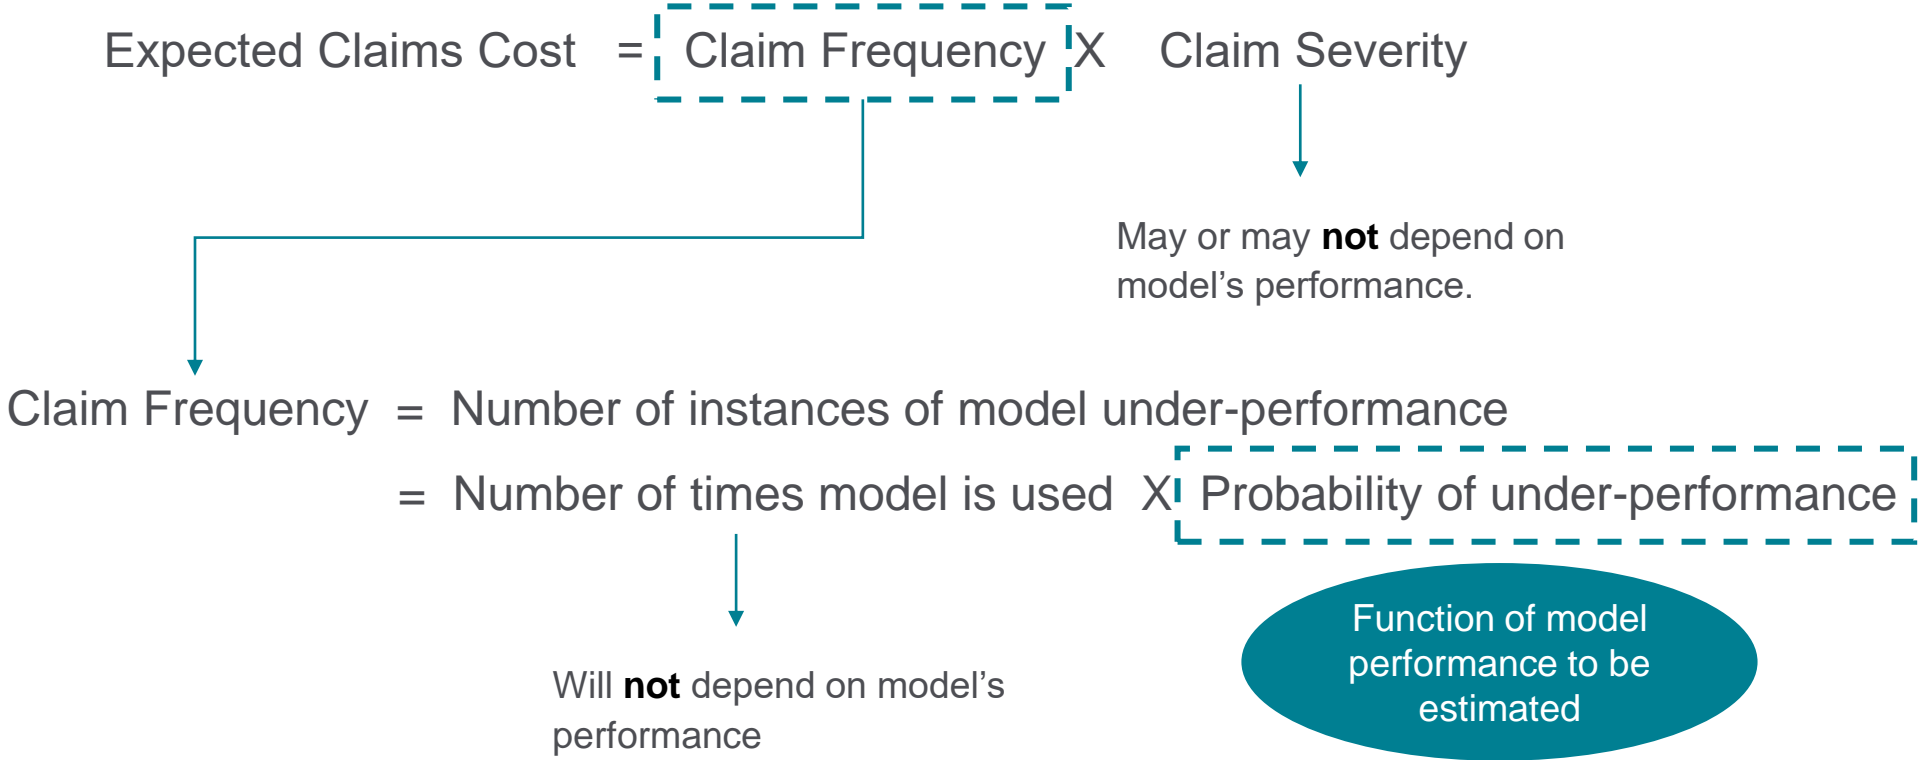 Expected Claims Cost = Claim Frequency X Claim Severity
May or may not depend on
model’s performance.
Claim Frequency = Number of instances of model under-performance
= Number of times model is used X Probability of under-performance
Will not depend on model’s
performance
Function of model
performance to be
estimated